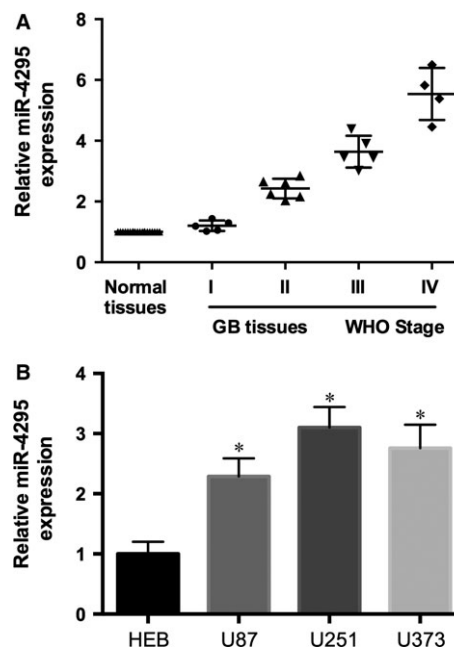 A
Relative miR-4295
expression
8
6
4
2
0
Normal
tissues
I
II
III
IV
GB tissues
WHO Stage
B
Relative miR-4295
expression
4
3
2
1
0
*
*
*
HEB
U87
U251
U373